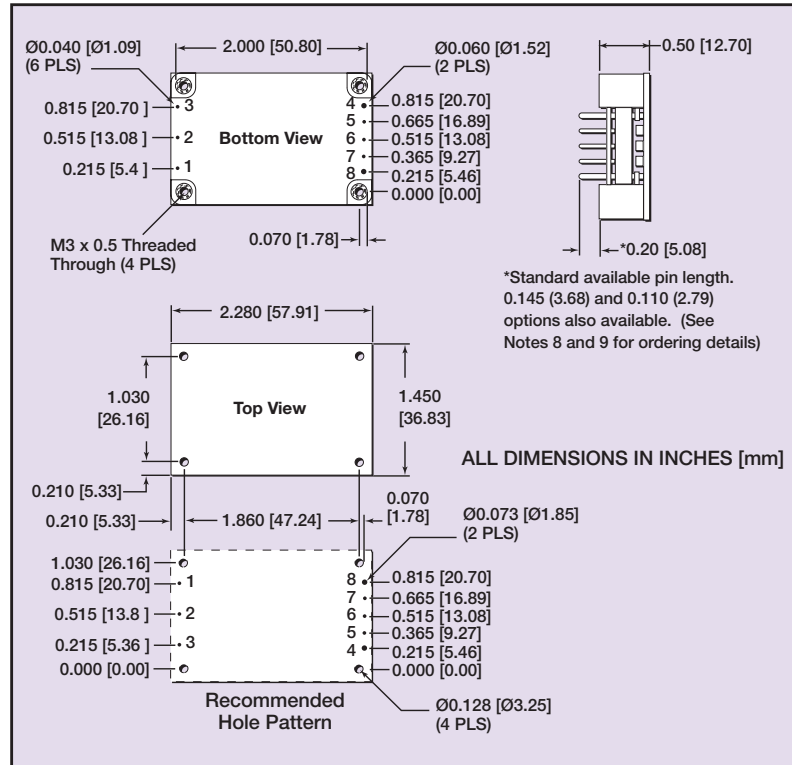 Ø0.040 [Ø1.09]
(6 PLS)
2.000 [50.80]
Ø0.060 [Ø1.52]
(2 PLS)
0.815 [20.70 ]
3
0.515 [13.08 ]
2
0.215 [5.4 ]
1
Bottom View
4
0.815 [20.70]
5
0.665 [16.89]
6
0.515 [13.08]
7
0.365 [9.27]
8
0.215 [5.46]
0.000 [0.00]
M3 x 0.5 Threaded
Through (4 PLS)
0.070 [1.78]
0.50 [12.70]
*0.20 [5.08]
*Standard available pin length.
0.145 (3.68) and 0.110 (2.79)
options also available. (See
Notes 8 and 9 for ordering details)
2.280 [57.91]
1.030
[26.16]
Top View
1.450
[36.83]
ALL DIMENSIONS IN INCHES [mm]
0.210 [5.33]
0.210 [5.33]
1.860 [47.24]
0.070
[1.78]
Ø0.073 [Ø1.85]
(2 PLS)
1.030 [26.16]
0.815 [20.70]
1
0.515 [13.8 ]
2
0.215 [5.36 ]
3
0.000 [0.00]
8
0.815 [20.70]
7
0.665 [16.89]
6
0.515 [13.08]
5
0.365 [9.27]
4
0.215 [5.46]
0.000 [0.00]
Recommended
Hole Pattern
Ø0.128 [Ø3.25]
(4 PLS)